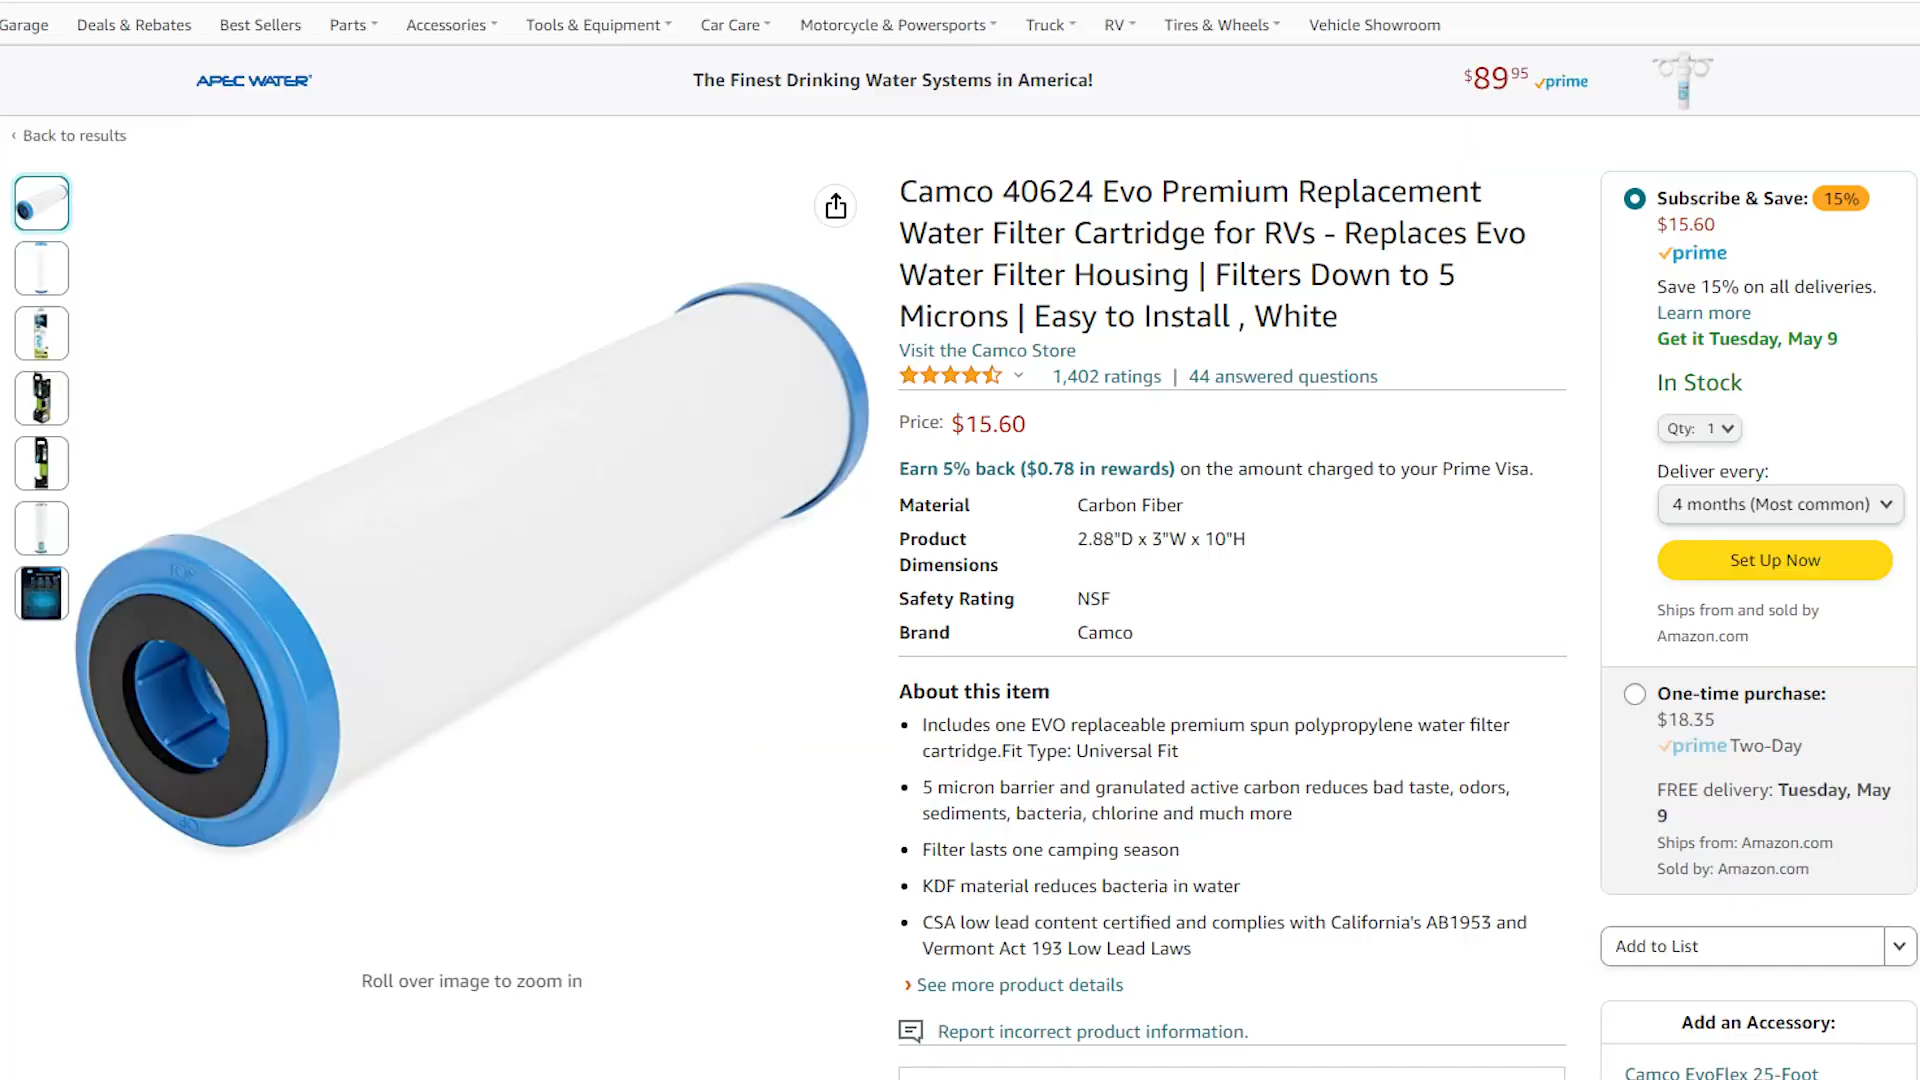 Garage
Deals & Rebates
Best Sellers
Parts
Accessories
Tools & Equipment
Car Care
Motorcycle & Powersports
Truck
RV
Tires & Wheels
Vehicle Showroom
APEC WATER
The Finest Drinking Water Systems in America!
$89 95 prime
‹ Back to results
Camco 40624 Evo Premium Replacement
Water Filter Cartridge for RVs - Replaces Evo
Water Filter Housing | Filters Down to 5
Microns | Easy to Install , White
Visit the Camco Store
1,402 ratings | 44 answered questions
Price: $15.60
Earn 5% back ($0.78 in rewards) on the amount charged to your Prime Visa.
Material Carbon Fiber
Product Dimensions 2.88"D x 3"W x 10"H
Safety Rating NSF
Brand Camco
About this item
• Includes one EVO replaceable premium spun polypropylene water filter
cartridge.Fit Type: Universal Fit
• 5 micron barrier and granulated active carbon reduces bad taste, odors,
sediments, bacteria, chlorine and much more
• Filter lasts one camping season
• KDF material reduces bacteria in water
• CSA low lead content certified and complies with California's AB1953 and
Vermont Act 193 Low Lead Laws
› See more product details
Report incorrect product information.
TOP
TOP
Roll over image to zoom in
Subscribe & Save: 15%
$15.60
prime
Save 15% on all deliveries.
Learn more
Get it Tuesday, May 9
In Stock
Qty: 1
Deliver every:
4 months (Most common)
Set Up Now
Ships from and sold by
Amazon.com
One-time purchase:
$18.35
prime Two-Day
FREE delivery: Tuesday, May
9
Ships from: Amazon.com
Sold by: Amazon.com
Add to List
Add an Accessory:
Camco EvoFlex 25-Foot